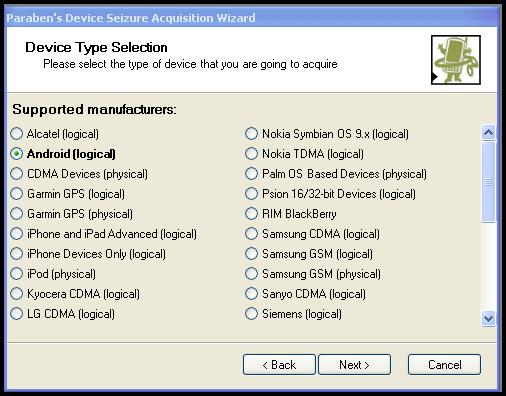 Paraben's Device Seizure Acquisition Wizard
Device Type Selection
Please select the type of device that you are going to acquire
Supported manufacturers:
Alcatel (logical)
Android (logical)
CDMA Devices (physical)
Garmin GPS (logical)
Garmin GPS (physical)
iPhone and iPad Advanced (logical)
iPhone Devices Only (logical)
iPod (physical)
Kyocera CDMA (logical)
LG CDMA (logical)
Nokia Symbian OS 9.x (logical)
Nokia TDMA (logical)
Palm OS Based Devices (physical)
Psion 16/32-bit Devices (logical)
RIM BlackBerry
Samsung CDMA (logical)
Samsung GSM (logical)
Samsung GSM (physical)
Sanyo CDMA (logical)
Siemens (logical)
< Back
Next >
Cancel